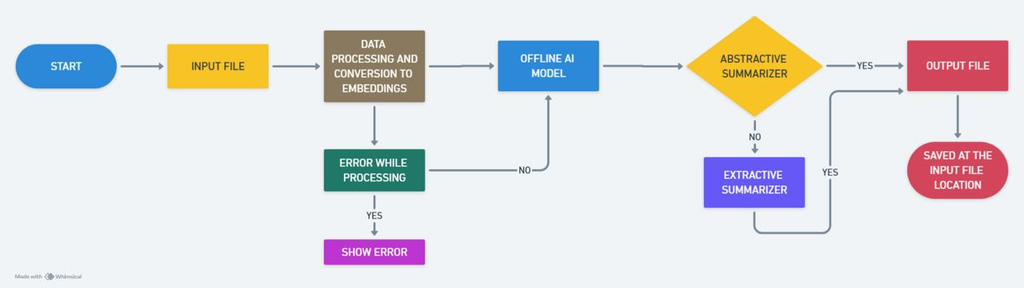 START
INPUT FILE
DATA
PROCESSING AND
CONVERSION TO
EMBEDDINGS
OFFLINE AI
MODEL
ABSTRACTIVE
SUMMARIZER
YES
OUTPUT FILE
NO
ERROR WHILE
PROCESSING
NO
EXTRACTIVE
SUMMARIZER
YES
SAVED AT THE
INPUT FILE
LOCATION
YES
SHOW ERROR
Made with Whimsical